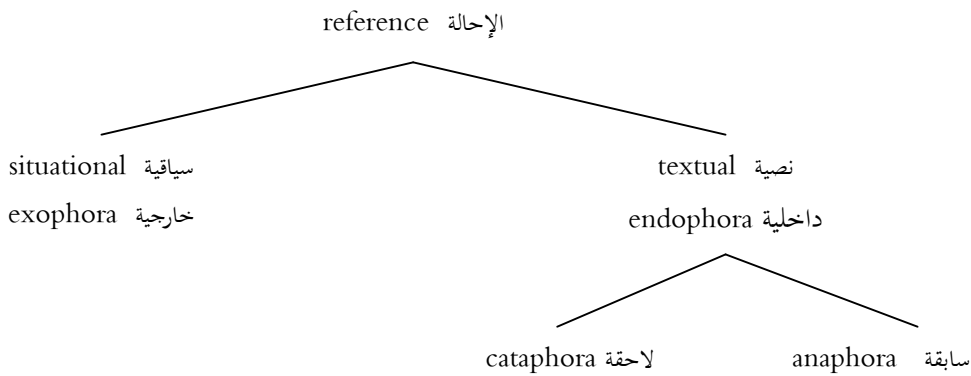 reference الإحالة
situational سياقية
textual نصية
exophora خارجية
endophora داخلية
cataphora لاحقة
anaphora سابقة